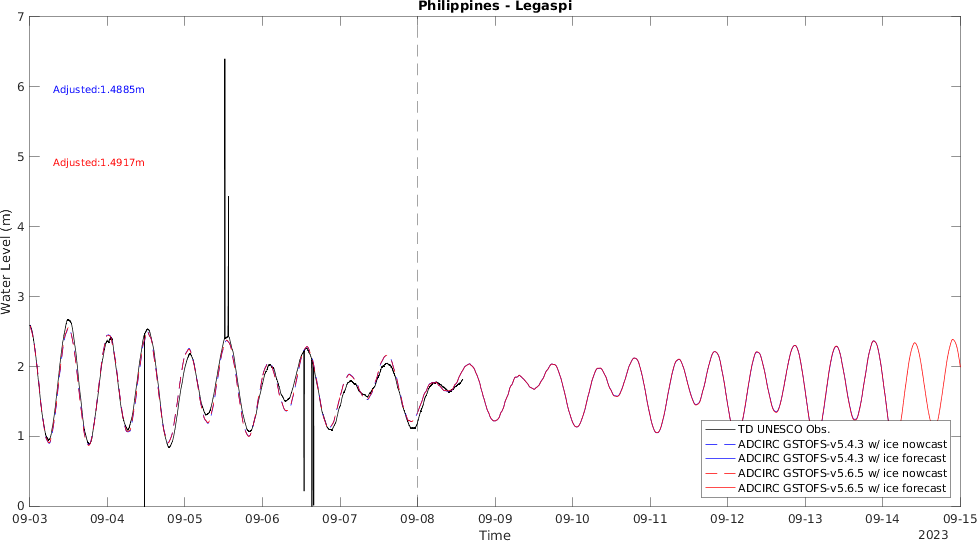 Philippines - Legaspi
7
6
5
4
3
2
1
0
Water Level (m)
Adjusted:1.4885m
Adjusted:1.4917m
TD UNESCO Obs.
ADCIRC GSTOFS-v5.4.3 w/ ice nowcast
ADCIRC GSTOFS-v5.4.3 w/ ice forecast
ADCIRC GSTOFS-v5.6.5 w/ ice nowcast
ADCIRC GSTOFS-v5.6.5 w/ ice forecast
09-03 09-04 09-05 09-06 09-07 09-08 09-09 09-10 09-11 09-12 09-13 09-14 09-15
Time
2023